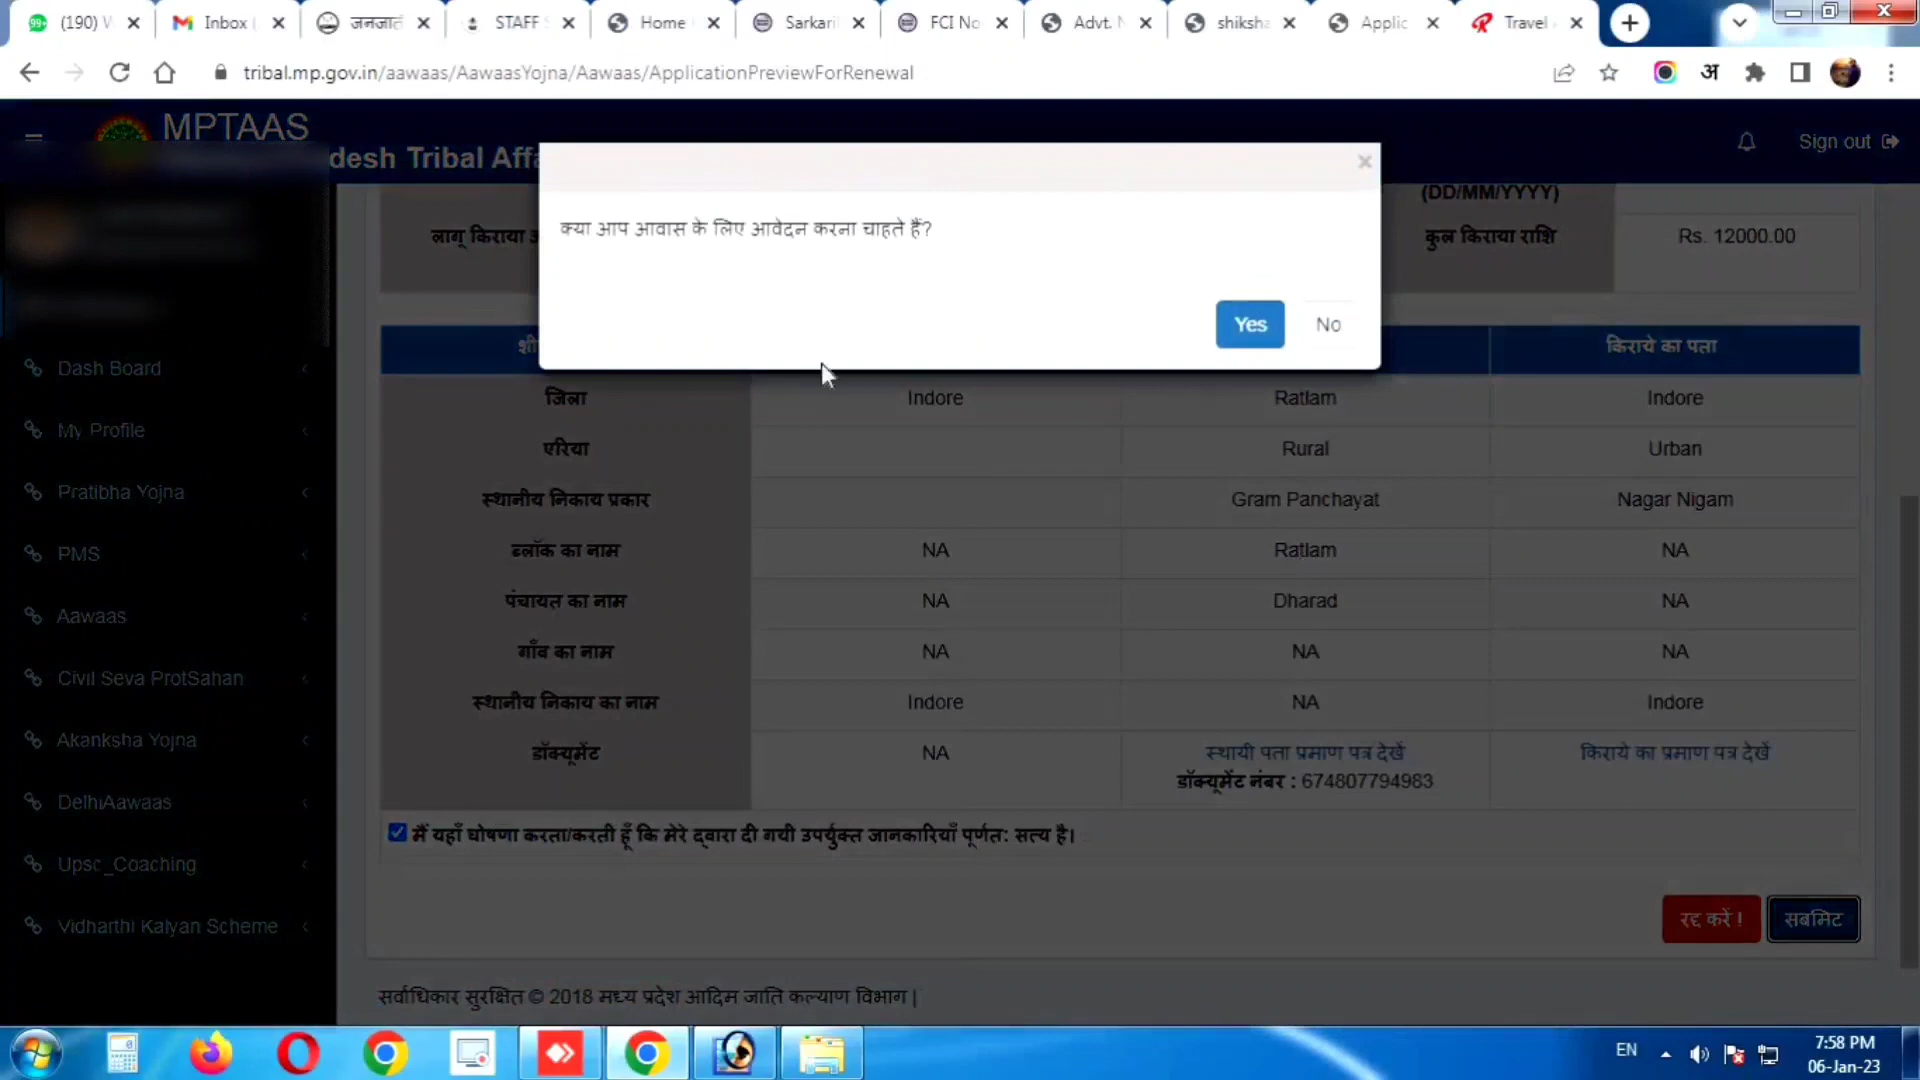 (190) W
Inbox (
जनजाती
STAFF S
Home
Sarkari
FCI No
Advt. N
shiksha
Applic
Travel
tribal.mp.gov.in/aawaas/AawaasYojna/Aawaas/ApplicationPreviewForRenewal
अ
MPTAAS
desh Tribal Affa
Sign out
क्या आप आवास के लिए आवेदन करना चाहते हैं?
Yes
No
(DD/MM/YYYY)
लागू किराया
कुल किराया राशि
Rs. 12000.00
किराये का पता
जिला
Indore
Ratlam
Indore
एरिया
Rural
Urban
स्थानीय निकाय प्रकार
Gram Panchayat
Nagar Nigam
ब्लॉक का नाम
NA
Ratlam
NA
पंचायत का नाम
NA
Dharad
NA
गाँव का नाम
NA
NA
NA
स्थानीय निकाय का नाम
Indore
NA
Indore
डॉक्यूमेंट
NA
स्थायी पता प्रमाण पत्र देखें
डॉक्यूमेंट नंबर : 674807794983
किराये का प्रमाण पत्र देखें
मैं यहाँ घोषणा करता/करती हूँ कि मेरे द्वारा दी गयी उपर्युक्त जानकारियाँ पूर्णत: सत्य है।
रद्द करें !
सबमिट
सर्वाधिकार सुरक्षित © 2018 मध्य प्रदेश आदिम जाति कल्याण विभाग |
Dash Board
My Profile
Pratibha Yojna
PMS
Aawaas
Civil Seva ProtSahan
Akanksha Yojna
DelhiAawaas
Upsc_Coaching
Vidharthi Kalyan Scheme
EN
7:58 PM
06-Jan-23